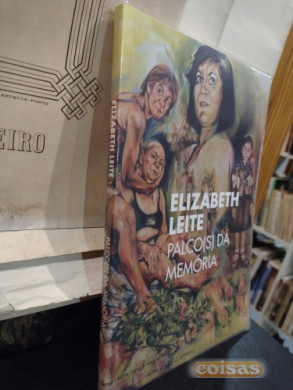 EIRO
ELIZABETH LEITE
ELIZABETH
LEITE
PALCO(S) DA
MEMÓRIA
coisas